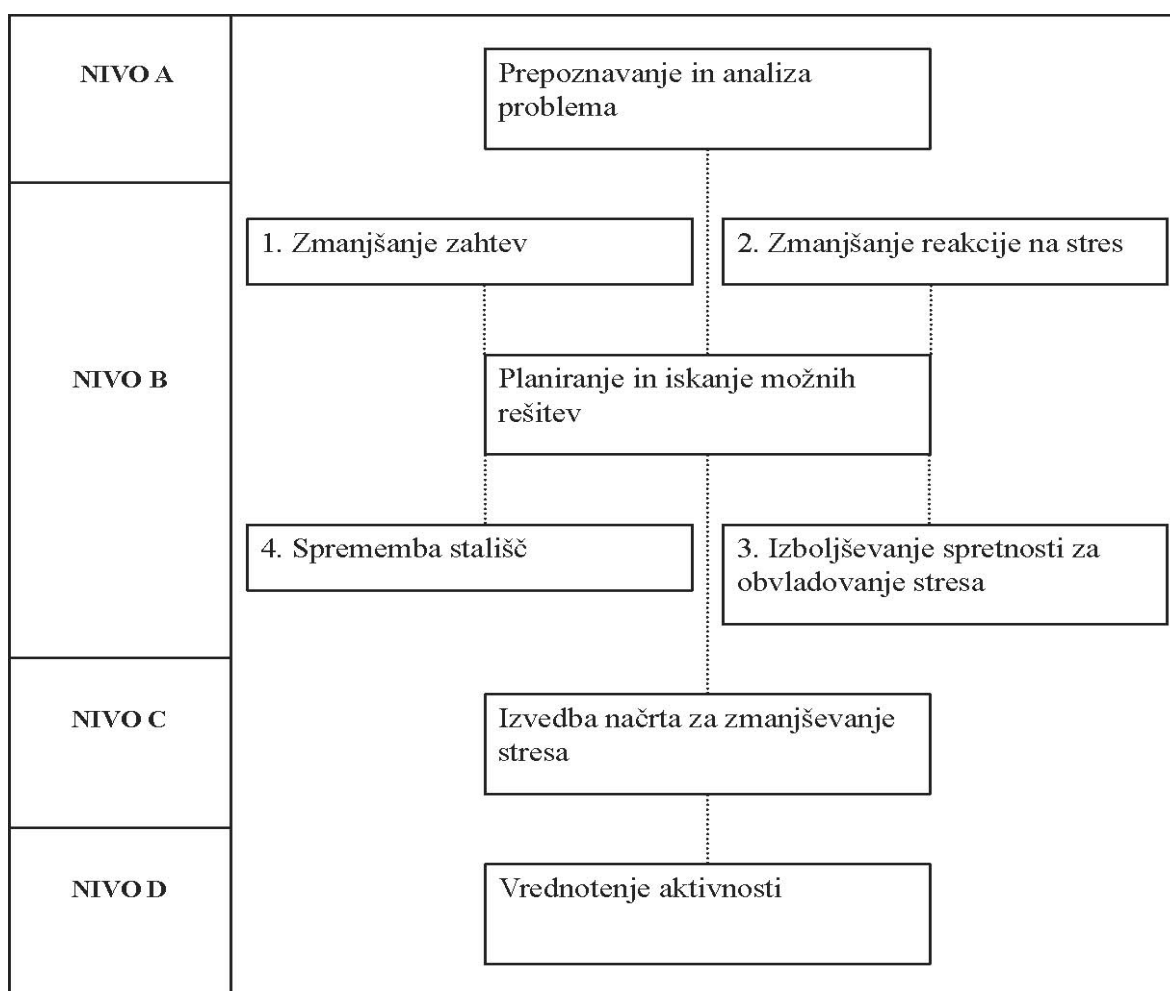 NIVO A
Prepoznavanje in analiza
problema
NIVO B
1. Zmanjšanje zahtev
2. Zmanjšanje reakcije na stres
Planiranje in iskanje možnih
rešitev
4. Sprememba stališč
3. Izboljševanje spretnosti za
obvladovanje stresa
NIVO C
Izvedba načrta za zmanjševanje
stresa
NIVO D
Vrednotenje aktivnosti